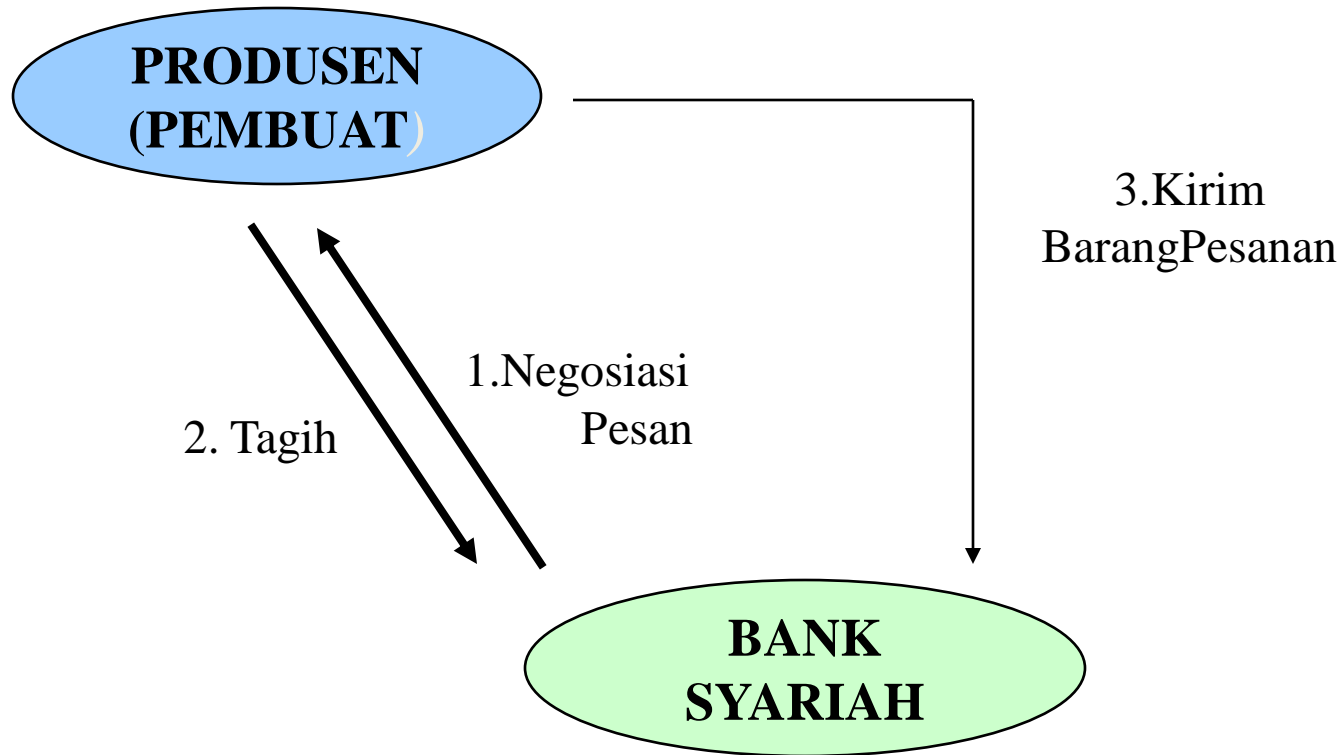 PRODUSEN
(PEMBUAT)
3.Kirim
BarangPesanan
1.Negosiasi
Pesan
2. Tagih
BANK
SYARIAH